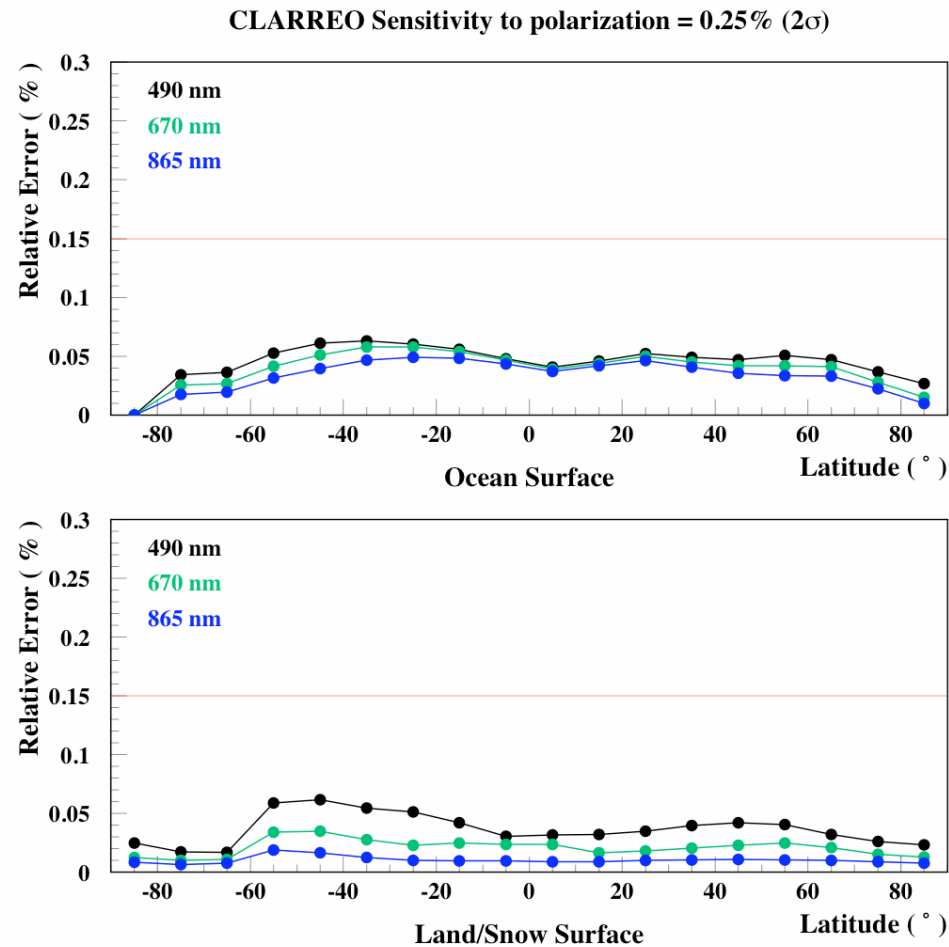 CLARREO Sensitivity to polarization = 0.25% (2σ)
Relative Error ( % )
0.3
0.25
0.2
0.15
0.1
0.05
0
490 nm
670 nm
865 nm
-80 -60 -40 -20 0 20 40 60 80
Latitude ( ° )
Ocean Surface
Relative Error ( % )
0.3
0.25
0.2
0.15
0.1
0.05
0
490 nm
670 nm
865 nm
-80 -60 -40 -20 0 20 40 60 80
Latitude ( ° )
Land/Snow Surface